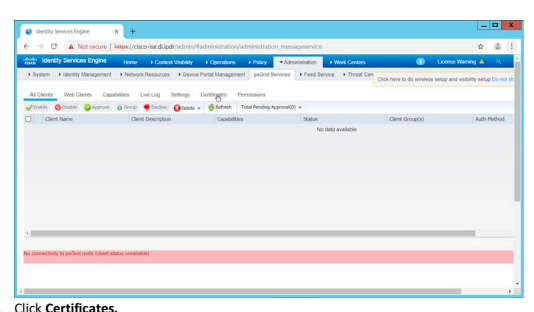 Identity Services Engine
Not secure | https://cisco-ise.di.ipdr/admin/#administration/administration_messageservice
cisco Identity Services Engine Home Context Visibility Operations Policy Administration Work Centers License Warning
System Identity Management Network Resources Device Portal Management pxGrid Services Feed Service Threat Cen
Click here to do wireless setup and visibility setup Do not sh
All Clients Web Clients Capabilities Live Log Settings Certificates Permissions
Enable Disable Approve Group Decline Delete Refresh Total Pending Approval(0)
Client Name Client Description Capabilities Status Client Group(s) Auth Method
No data available
No connectivity to pxGrid node (client status unreliable)
Click Certificates.